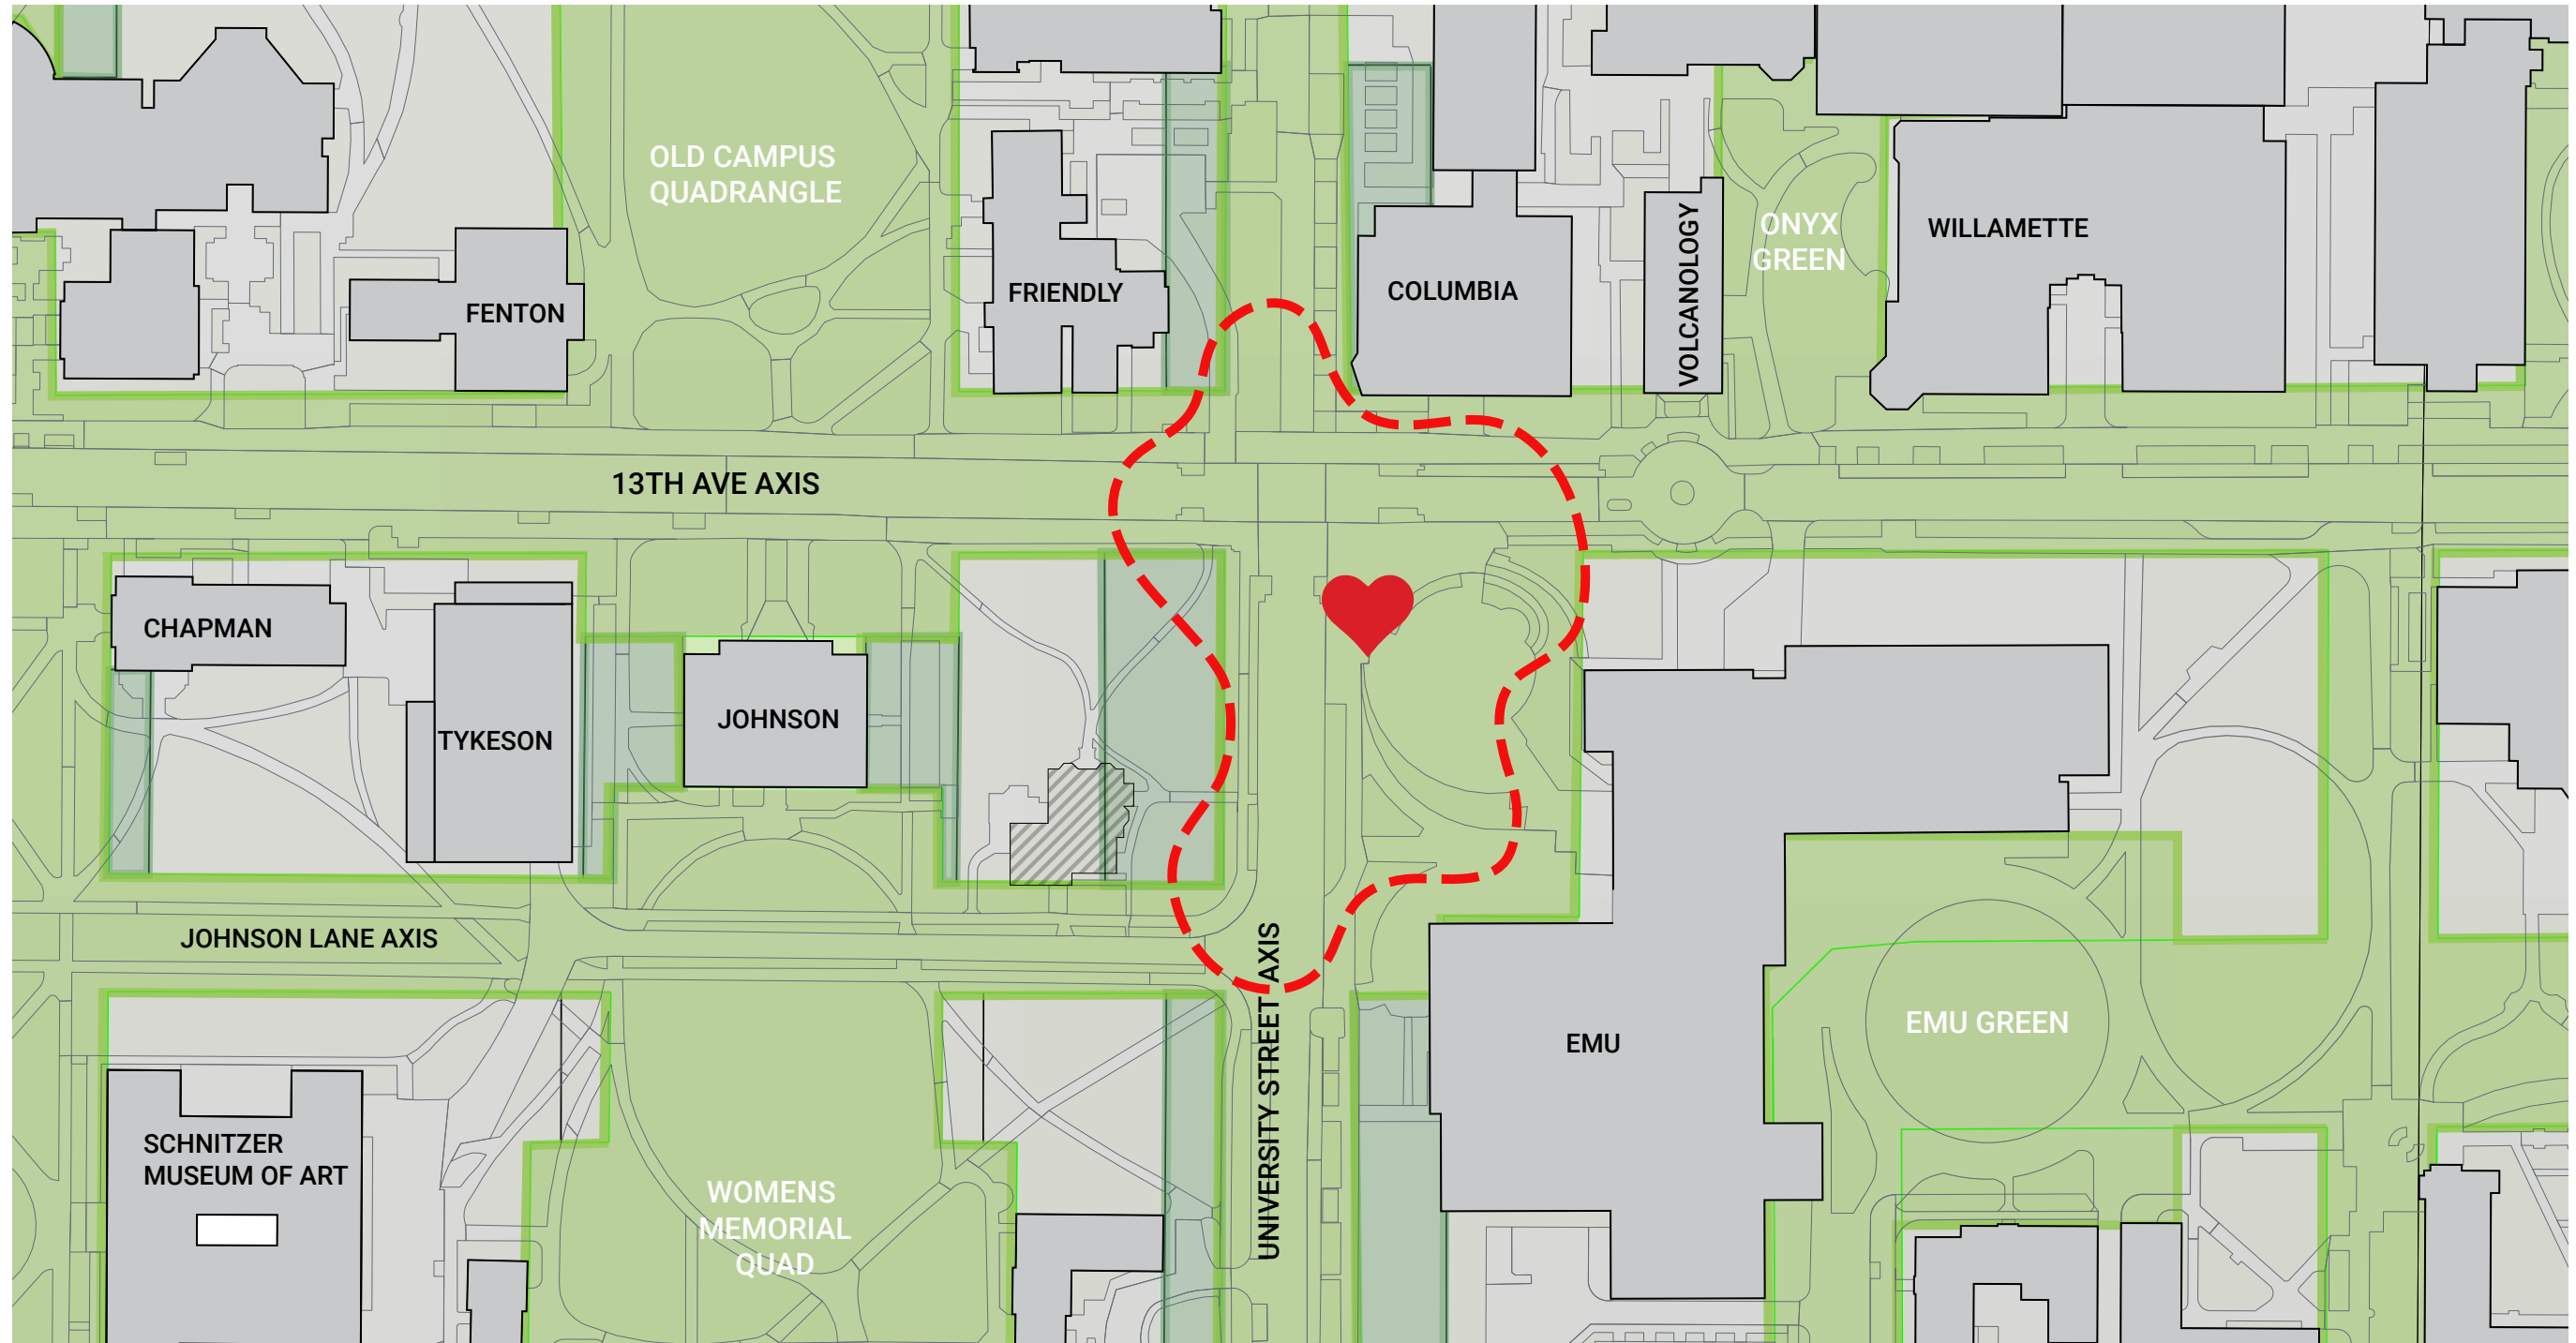 OLD CAMPUS
QUADRANGLE
FENTON
FRIENDLY
COLUMBIA
VOLCANOLOGY
ONYX
GREEN
WILLAMETTE
13TH AVE AXIS
CHAPMAN
TYKESON
JOHNSON
JOHNSON LANE AXIS
UNIVERSITY STREET AXIS
EMU
EMU GREEN
SCHNITZER
MUSEUM OF ART
WOMENS
MEMORIAL
QUAD